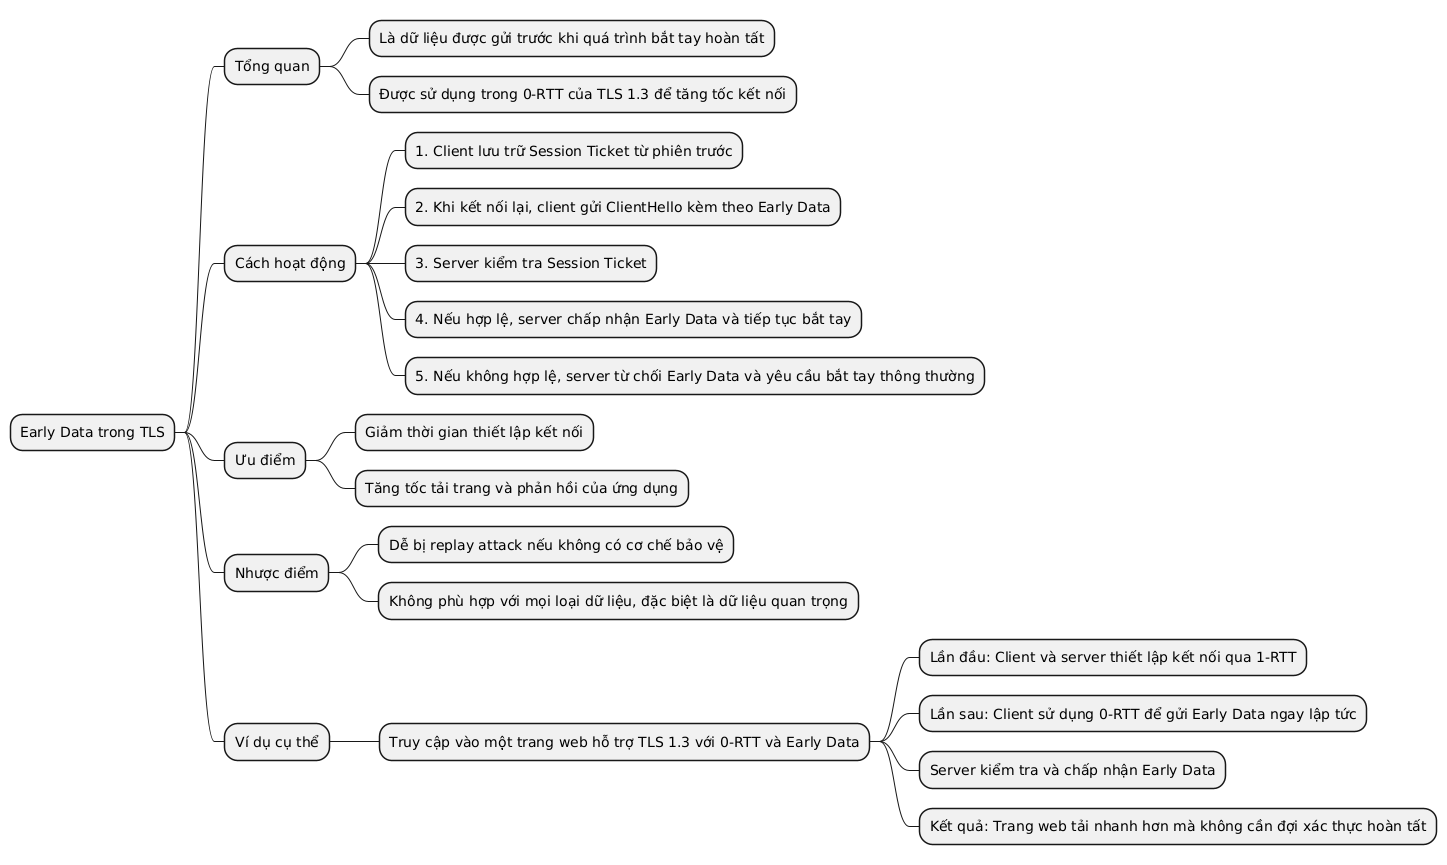 Early Data trong TLS
Tổng quan
Là dữ liệu được gửi trước khi quá trình bắt tay hoàn tất
Được sử dụng trong 0-RTT của TLS 1.3 để tăng tốc kết nối
Cách hoạt động
1. Client lưu trữ Session Ticket từ phiên trước
2. Khi kết nối lại, client gửi ClientHello kèm theo Early Data
3. Server kiểm tra Session Ticket
4. Nếu hợp lệ, server chấp nhận Early Data và tiếp tục bắt tay
5. Nếu không hợp lệ, server từ chối Early Data và yêu cầu bắt tay thông thường
Ưu điểm
Giảm thời gian thiết lập kết nối
Tăng tốc tải trang và phản hồi của ứng dụng
Nhược điểm
Dễ bị replay attack nếu không có cơ chế bảo vệ
Không phù hợp với mọi loại dữ liệu, đặc biệt là dữ liệu quan trọng
Ví dụ cụ thể
Truy cập vào một trang web hỗ trợ TLS 1.3 với 0-RTT và Early Data
Lần đầu: Client và server thiết lập kết nối qua 1-RTT
Lần sau: Client sử dụng 0-RTT để gửi Early Data ngay lập tức
Server kiểm tra và chấp nhận Early Data
Kết quả: Trang web tải nhanh hơn mà không cần đợi xác thực hoàn tất